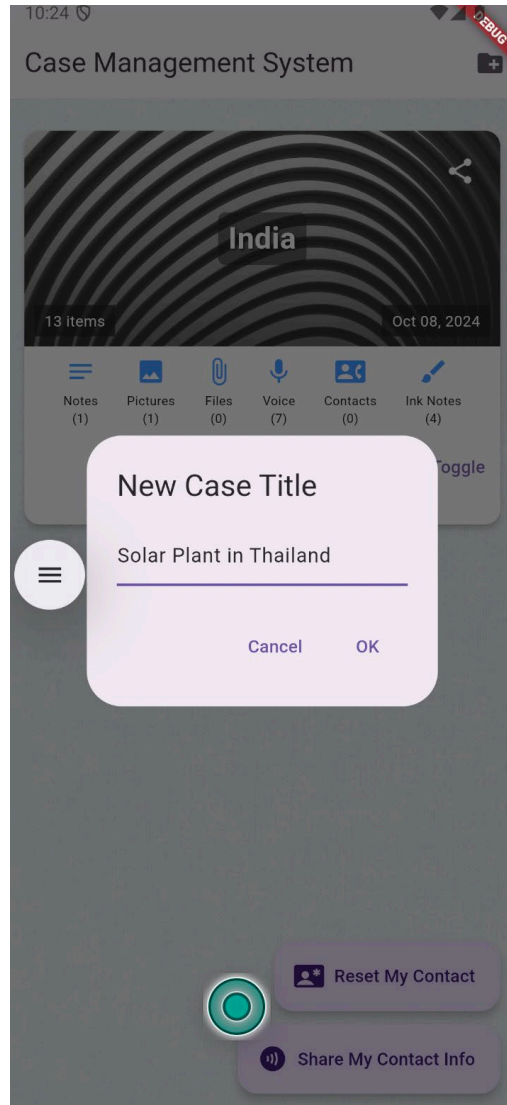 10:24
DEBUG
Case Management System
India
13 items
Oct 08, 2024
Notes
(1)
Pictures
(1)
Files
(0)
Voice
(7)
Contacts
(0)
Ink Notes
(4)
Toggle
New Case Title
Solar Plant in Thailand
Cancel OK
Reset My Contact
Share My Contact Info